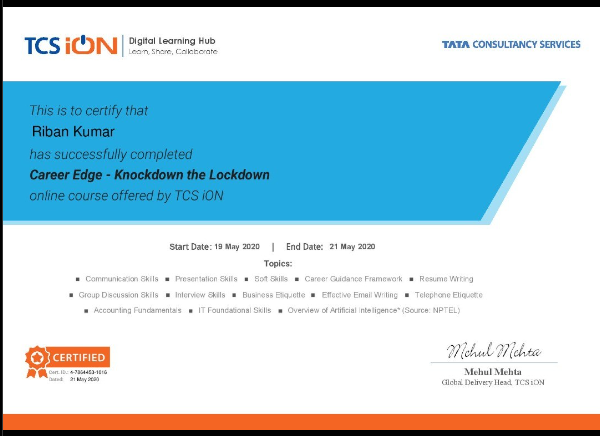 TCS iON | Digital Learning Hub
Learn, Share, Collaborate
TATA CONSULTANCY SERVICES
This is to certify that
Riban Kumar
has successfully completed
Career Edge - Knockdown the Lockdown
online course offered by TCS iON
Start Date: 19 May 2020 | End Date: 21 May 2020
Topics:
■ Communication Skills ■ Presentation Skills ■ Soft Skills ■ Career Guidance Framework ■ Resume Writing
■ Group Discussion Skills ■ Interview Skills ■ Business Etiquette ■ Effective Email Writing ■ Telephone Etiquette
■ Accounting Fundamentals ■ IT Foundational Skills ■ Overview of Artificial Intelligence* (Source: NPTEL)
CERTIFIED
Cert. ID: 4-7864453-1016
Dated: 21 May 2020
Mehul Mehta
Mehul Mehta
Global Delivery Head, TCS iON